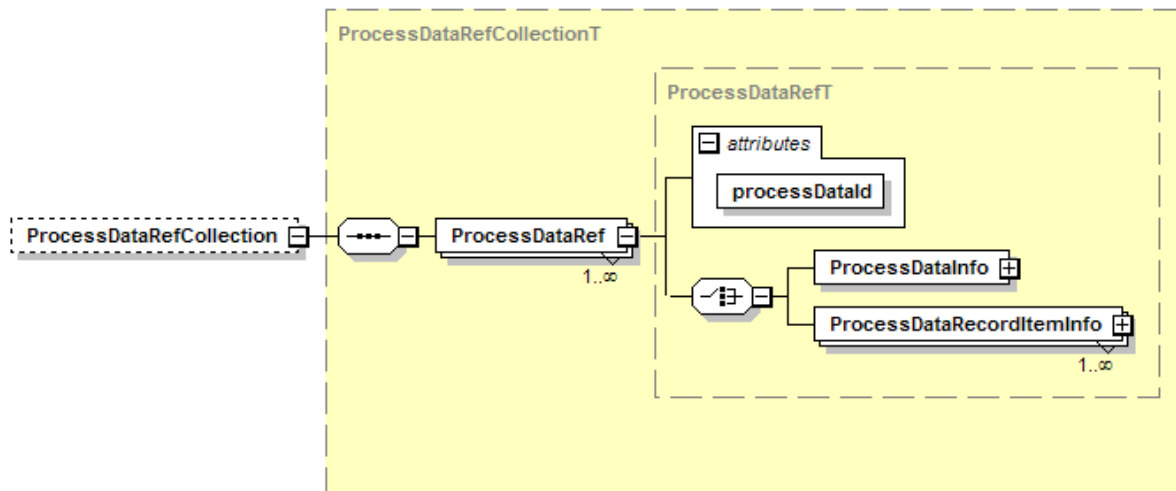 ProcessDataRefCollectionT
ProcessDataRefT
attributes
processDataId
ProcessDataRefCollection
ProcessDataRef
1..∞
ProcessDataInfo
ProcessDataRecordItemInfo
1..∞